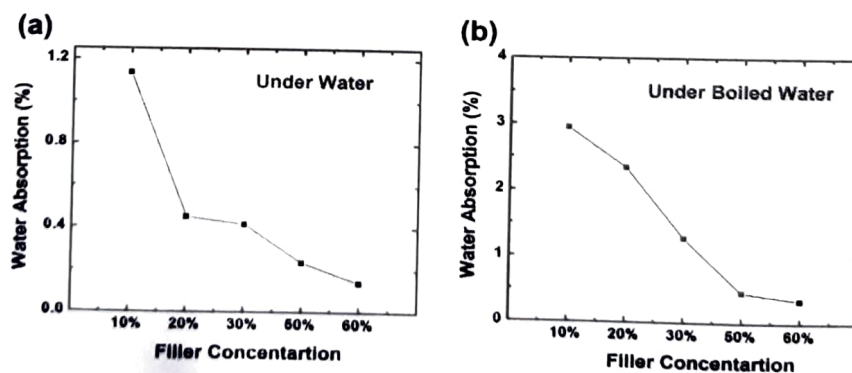 (a)
Under Water
Water Absorption (%)
1.2
0.8
0.4
0.0
10% 20% 30% 50% 60%
Filler Concentartion
(b)
Under Boiled Water
Water Absorption (%)
4
3
2
1
0
10% 20% 30% 50% 60%
Filler Concentartion